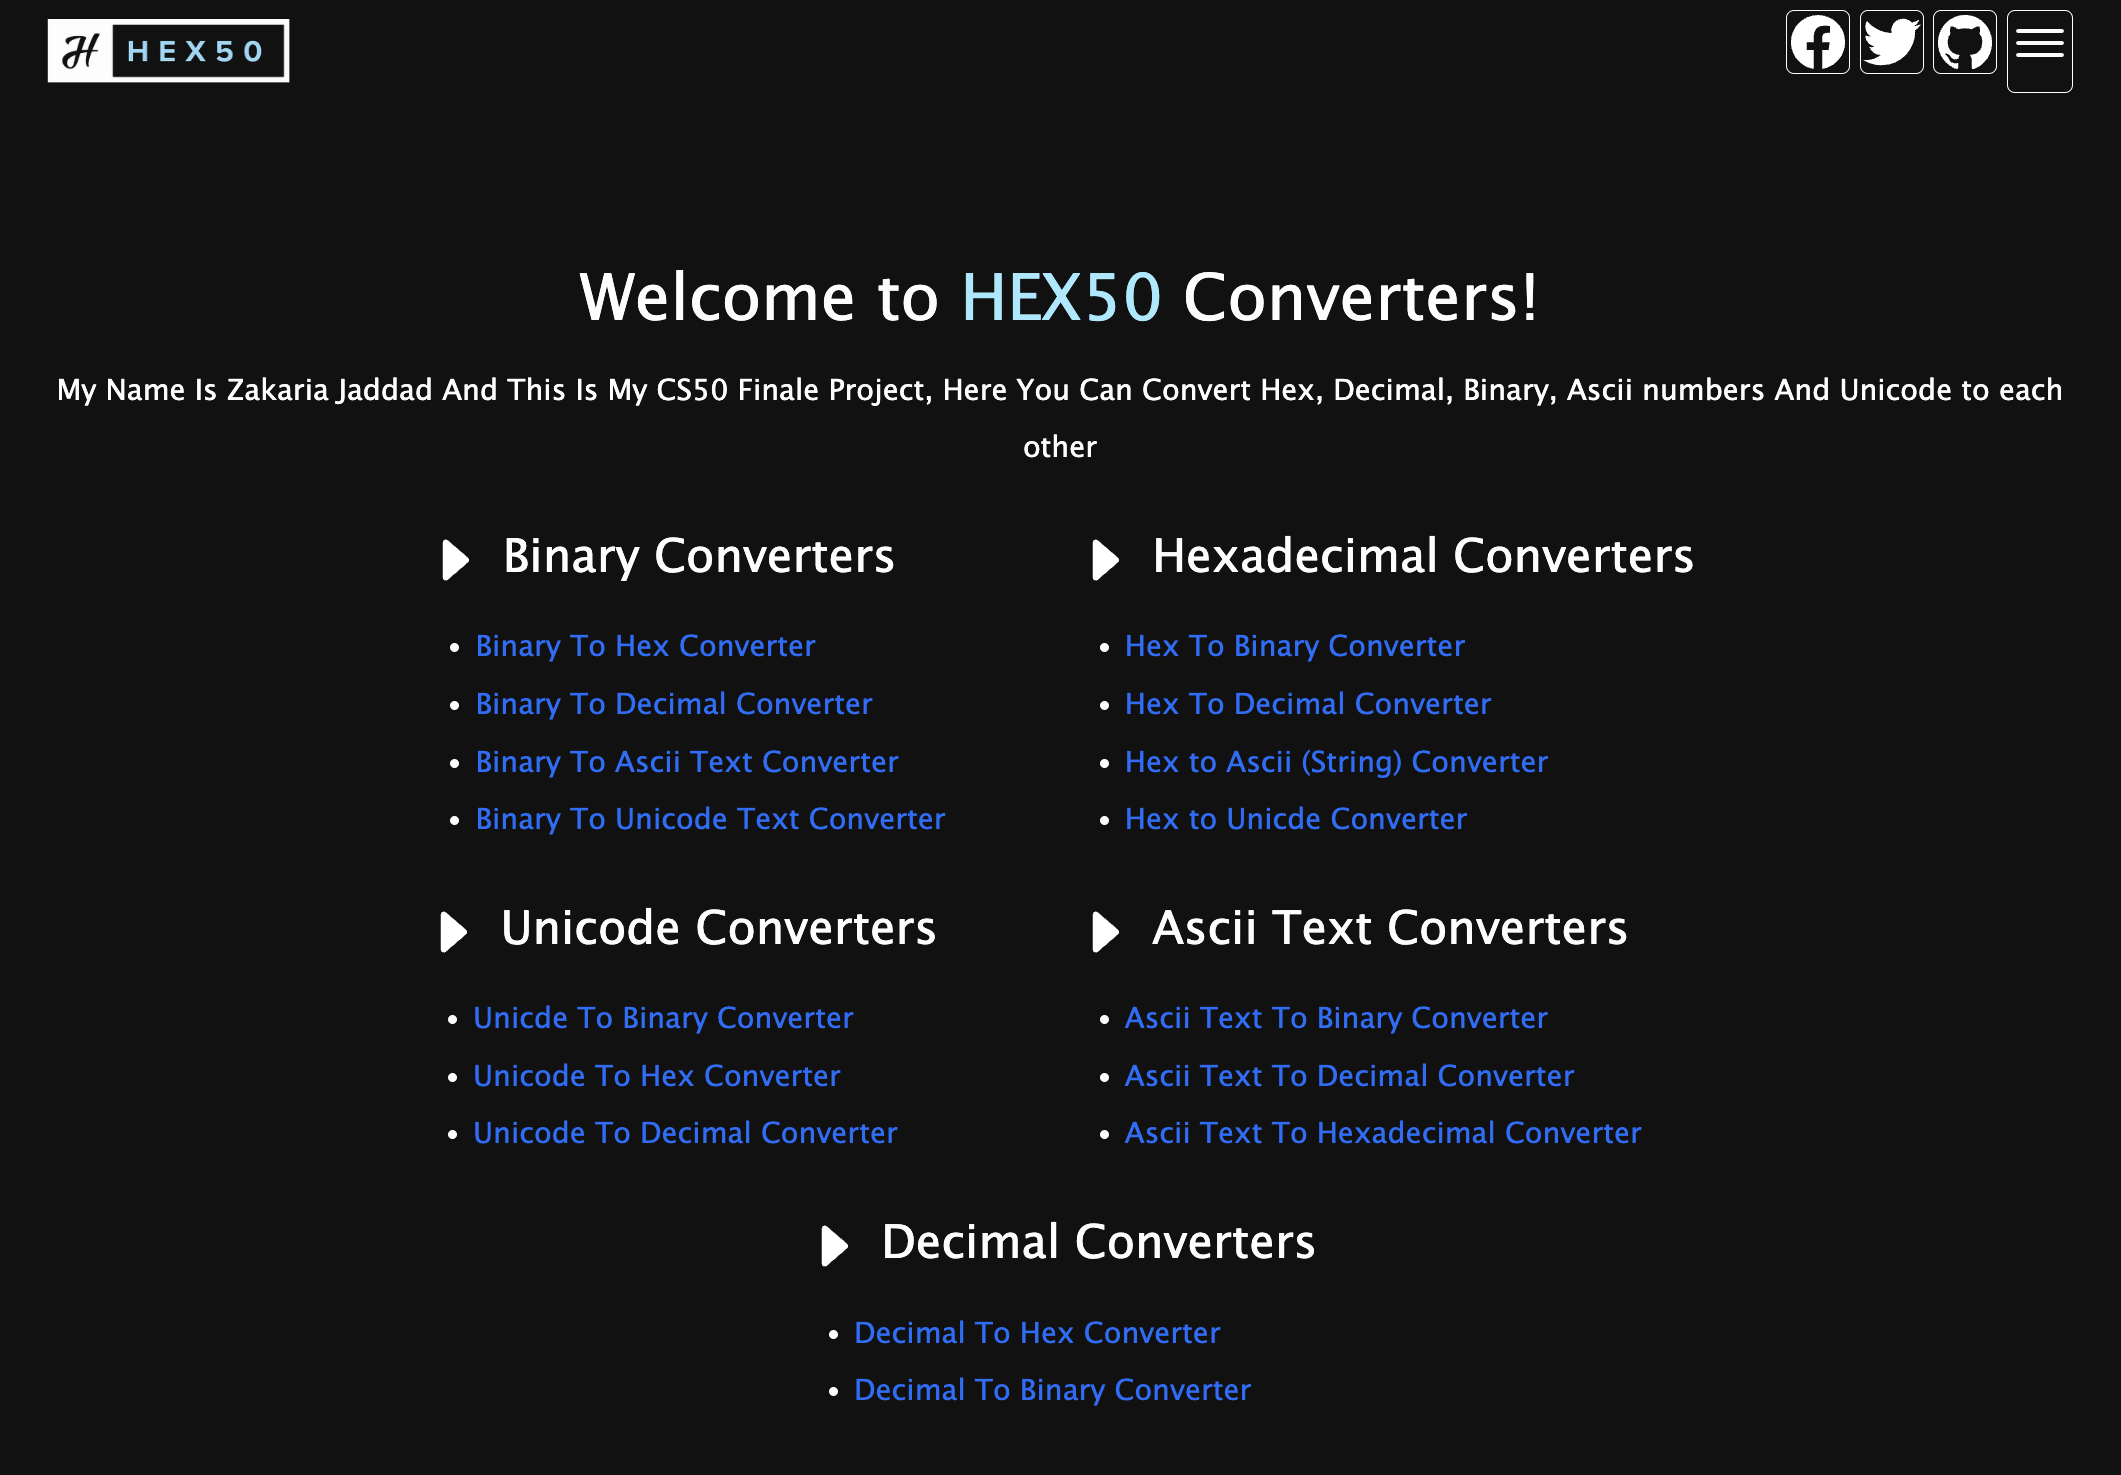 H HEX50
Welcome to HEX50 Converters!
My Name Is Zakaria Jaddad And This Is My CS50 Finale Project, Here You Can Convert Hex, Decimal, Binary, Ascii numbers And Unicode to each
other
Binary Converters
Binary To Hex Converter
Binary To Decimal Converter
Binary To Ascii Text Converter
Binary To Unicode Text Converter
Hexadecimal Converters
Hex To Binary Converter
Hex To Decimal Converter
Hex to Ascii (String) Converter
Hex to Unicde Converter
Unicode Converters
Unicde To Binary Converter
Unicode To Hex Converter
Unicode To Decimal Converter
Ascii Text Converters
Ascii Text To Binary Converter
Ascii Text To Decimal Converter
Ascii Text To Hexadecimal Converter
Decimal Converters
Decimal To Hex Converter
Decimal To Binary Converter